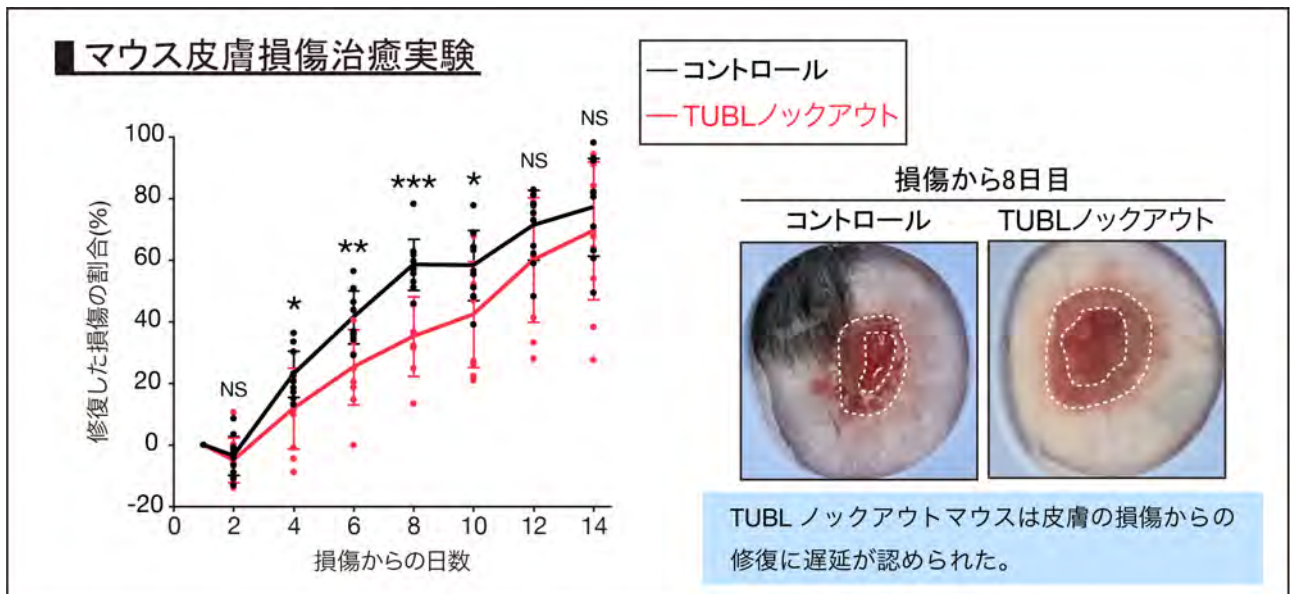 マウス皮膚損傷治癒実験
コントロール
TUBLノックアウト
修復した損傷の割合(%)
100
80
60
40
20
0
-20
NS
*
**
***
*
NS
NS
0
2
4
6
8
10
12
14
損傷からの日数
損傷から8日目
コントロール
TUBLノックアウト
TUBL ノックアウトマウスは皮膚の損傷からの
修復に遅延が認められた。